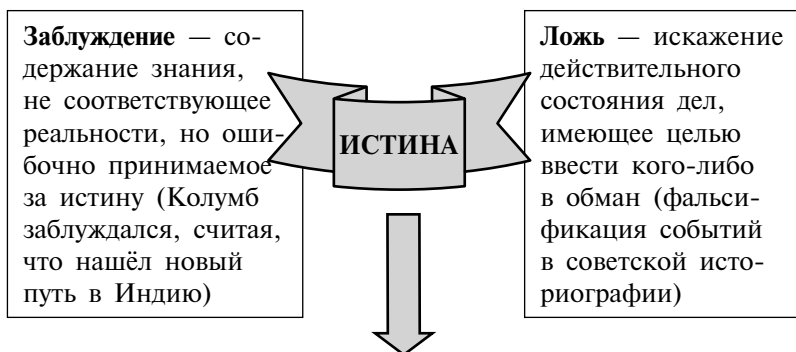 Заблуждение — со-
держание знания,
не соответствующее
реальности, но оши-
бочно принимаемое
за истину (Колумб
заблуждался, считая,
что нашёл новый
путь в Индию)
ИСТИНА
Ложь — искажение
действительного
состояния дел,
имеющее целью
ввести кого-либо
в обман (фальси-
фикация событий
в советской исто-
риографии)